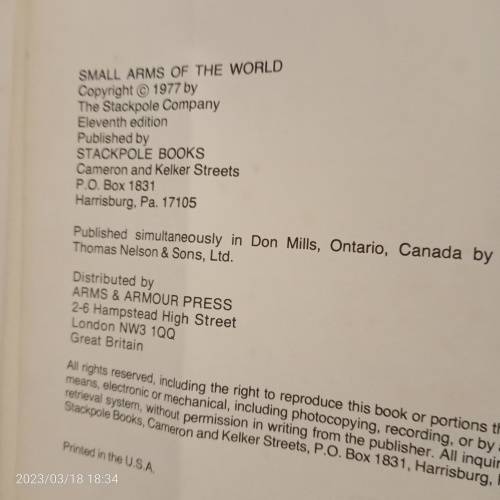 SMALL ARMS OF THE WORLD
Copyright © 1977 by
The Stackpole Company
Eleventh edition
Published by
STACKPOLE BOOKS
Cameron and Kelker Streets
P.O. Box 1831
Harrisburg, Pa. 17105
Published simultaneously in Don Mills, Ontario, Canada by
Thomas Nelson & Sons, Ltd.
Distributed by
ARMS & ARMOUR PRESS
2-6 Hampstead High Street
London NW3 1QQ
Great Britain
All rights reserved, including the right to reproduce this book or portions
means, electronic or mechanical, including photocopying, recording, or by
retrieval system, without permission in writing from the publisher. All
Stackpole Books, Cameron and Kelker Streets, P.O. Box 1831, Harrisburg,
Printed in the U.S.A.
2023/03/18 18:34